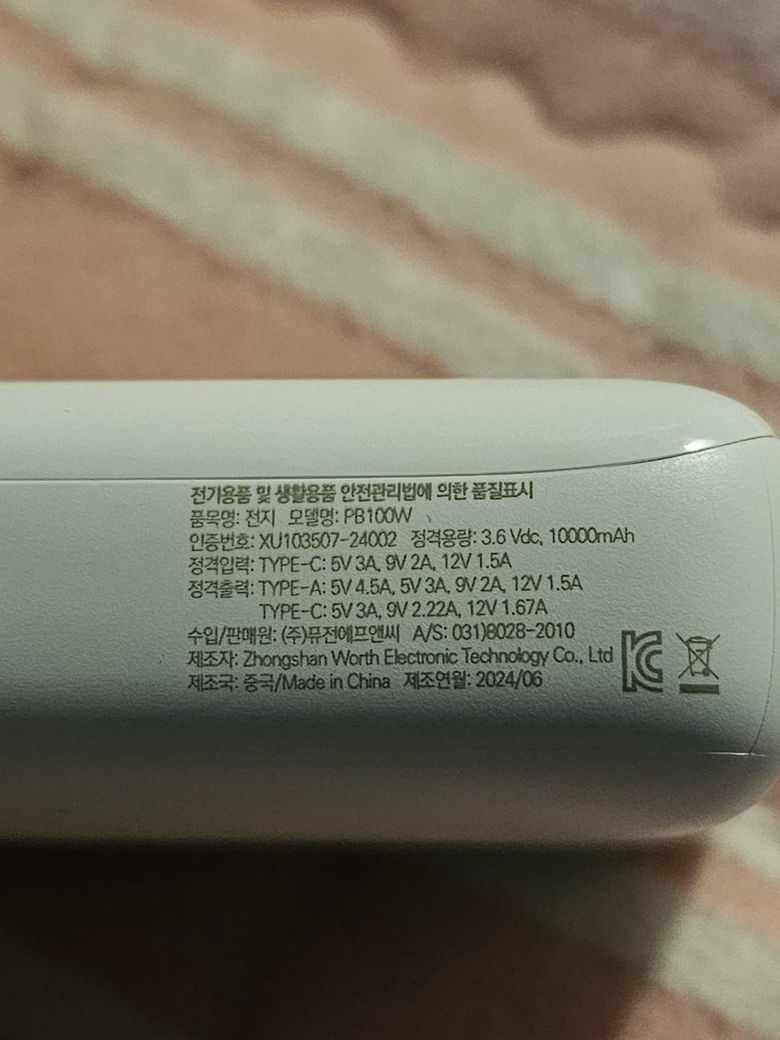 전기용품 및 생활용품 안전관리법에 의한 품질표시
품목명: 전지 모델명: PB100W
인증번호: XU103507-24002 정격용량: 3.6 Vdc, 10000mAh
정격입력: TYPE-C: 5V 3A, 9V 2A, 12V 1.5A
정격출력: TYPE-A: 5V 4.5A, 5V 3A, 9V 2A, 12V 1.5A
TYPE-C: 5V 3A, 9V 2.22A, 12V 1.67A
수입/판매원: (주)퓨전에프앤씨 A/S: 031)8028-2010
제조자: Zhongshan Worth Electronic Technology Co., Ltd
제조국: 중국/Made in China 제조연월: 2024/06